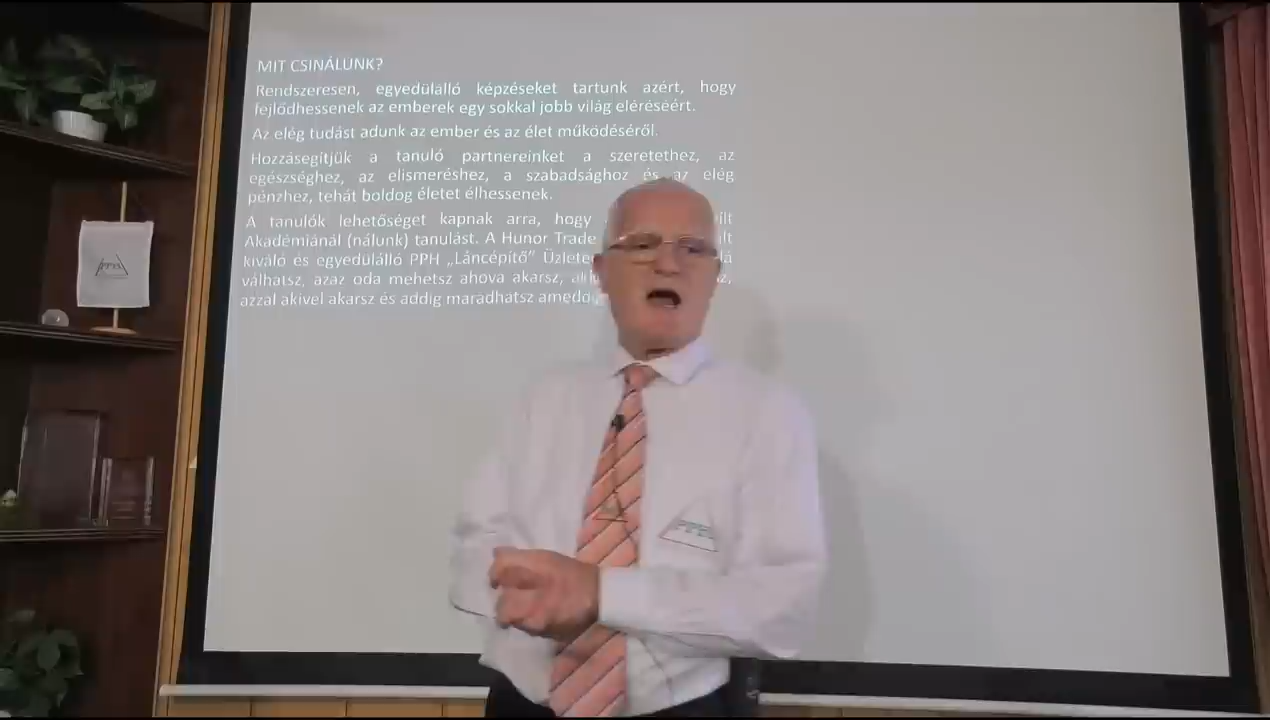 MIT CSINÁLUNK?
Rendszeresen, egyedülálló képzéseket tartunk azért, hogy
fejlődhessenek az emberek egy sokkal jobb világ eléréséért.
Az elég tudást adunk az ember és az élet működéséről.
Hozzásegítjük a tanuló partnereinket a szeretethez, az
egészséghez, az elismeréshez, a szabadsághoz és az elég
pénzhez, tehát boldog életet élhessenek.
A tanulók lehetőséget kapnak arra, hogy
Akadémiánál (nálunk) tanulást. A Hunor Trade
kiváló és egyedülálló PPH „Láncépítő”
válhatsz, azaz oda mehetsz ahova akarsz,
azzal akivel akarsz és addig maradhatsz
PPH